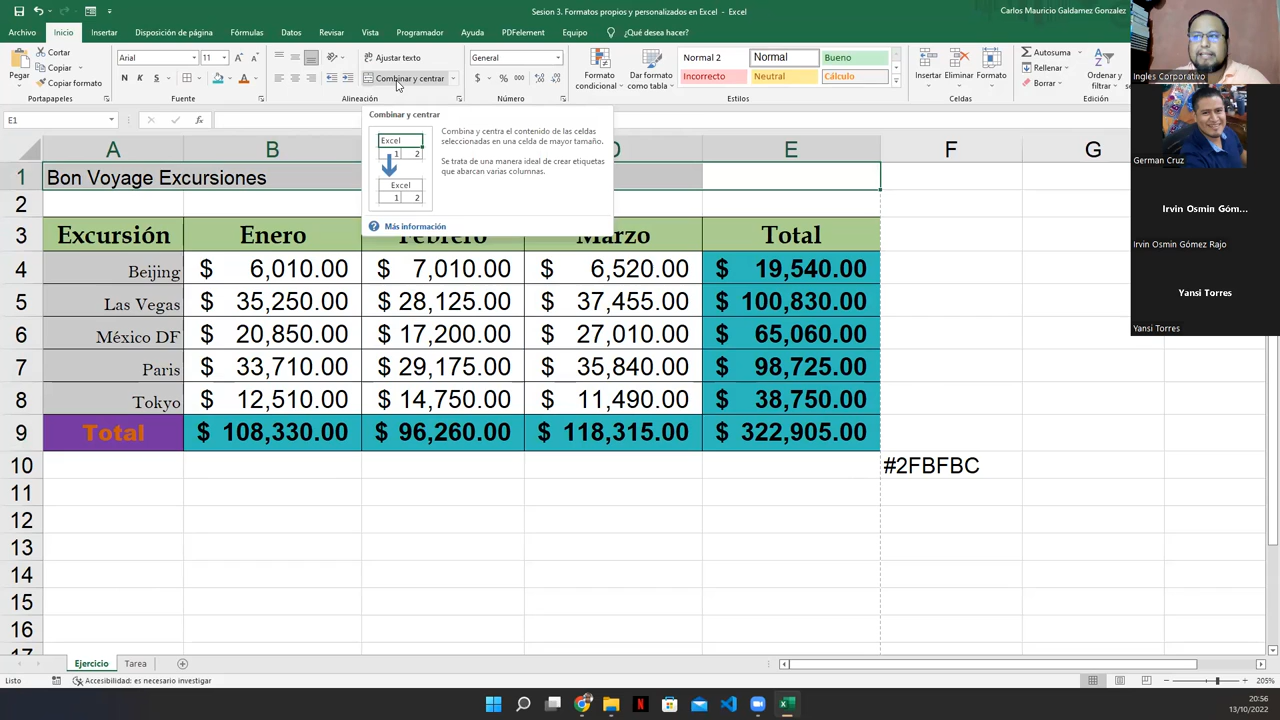 Sesion 3. Formatos propios y personalizados en Excel - Excel
Carlos Mauricio Galdamez Gonzalez
Archivo Inicio Insertar Disposición de página Fórmulas Datos Revisar Vista Programador Ayuda PDFelement Equipo ¿Qué desea hacer?
Pegar
Cortar
Copiar
Copiar formato
Portapapeles
Arial 11
N K S
Fuente
Ajustar texto
Combinar y centrar
Alineación
General
$ % 000
Número
Formato condicional
Dar formato como tabla
Normal 2 Normal Bueno
Incorrecto Neutral Cálculo
Estilos
Insertar Eliminar Formato
Celdas
Autosuma
Rellenar
Borrar
Ordenar y filtrar
Edición
Ingles Corporativo
German Cruz
Irvin Osmin Góm...
Irvin Osmin Gómez Rajo
Yansi Torres
Yansi Torres
E1
Combinar y centrar
Excel
1 2
Excel
1 2
Combina y centra el contenido de las celdas
seleccionadas en una celda de mayor tamaño.
Se trata de una manera ideal de crear etiquetas
que abarcan varias columnas.
Más información
A B D E F G
1 Bon Voyage Excursiones
2
3 Excursión Enero Febrero Marzo Total
4 Beijing $ 6,010.00 $ 7,010.00 $ 6,520.00 $ 19,540.00
5 Las Vegas $ 35,250.00 $ 28,125.00 $ 37,455.00 $ 100,830.00
6 México DF $ 20,850.00 $ 17,200.00 $ 27,010.00 $ 65,060.00
7 Paris $ 33,710.00 $ 29,175.00 $ 35,840.00 $ 98,725.00
8 Tokyo $ 12,510.00 $ 14,750.00 $ 11,490.00 $ 38,750.00
9 Total $ 108,330.00 $ 96,260.00 $ 118,315.00 $ 322,905.00
10 #2FBFBC
11
12
13
14
15
16
17
Ejercicio Tarea
Listo Accesibilidad: es necesario investigar 205%
20:56
13/10/2022